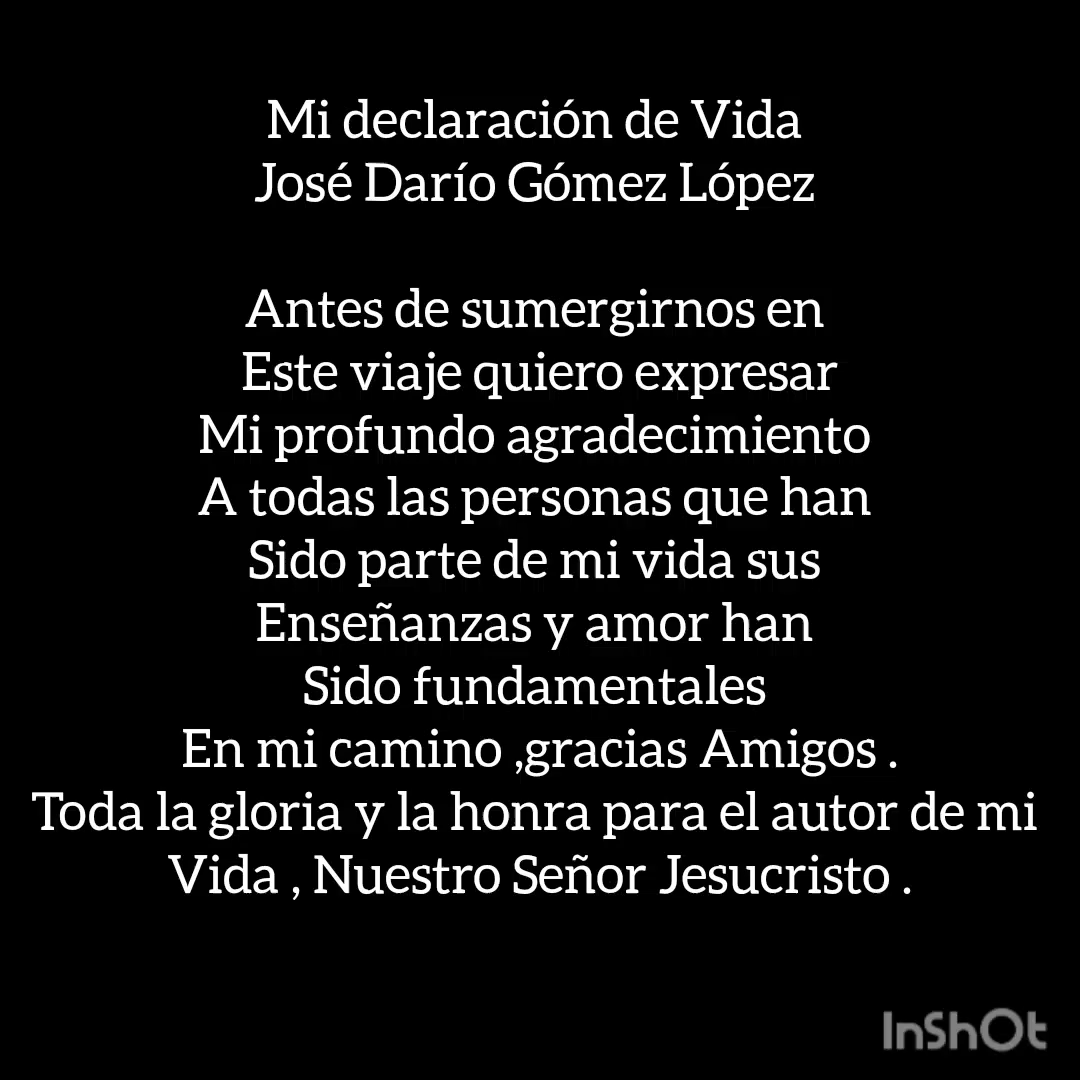 Mi declaración de Vida
José Darío Gómez López
Antes de sumergirnos en
Este viaje quiero expresar
Mi profundo agradecimiento
A todas las personas que han
Sido parte de mi vida sus
Enseñanzas y amor han
Sido fundamentales
En mi camino ,gracias Amigos .
Toda la gloria y la honra para el autor de mi
Vida , Nuestro Señor Jesucristo .
InShOt